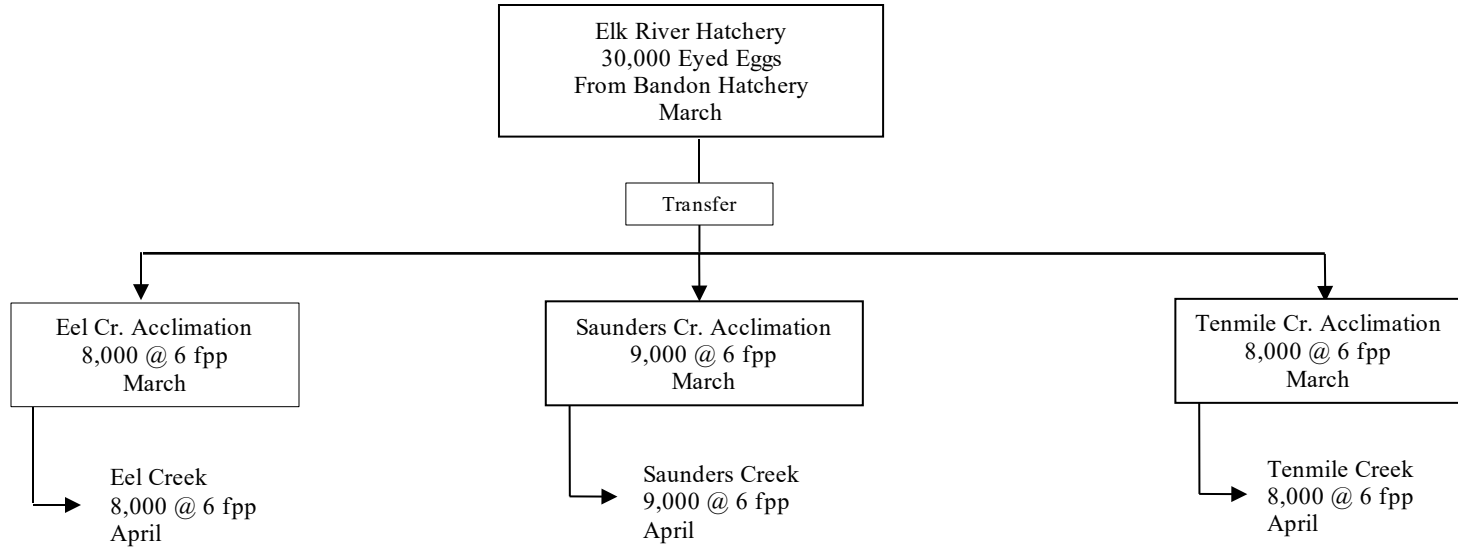 Elk River Hatchery
30,000 Eyed Eggs
From Bandon Hatchery
March
Transfer
Eel Cr. Acclimation
8,000 @ 6 fpp
March
Saunders Cr. Acclimation
9,000 @ 6 fpp
March
Tenmile Cr. Acclimation
8,000 @ 6 fpp
March
Eel Creek
8,000 @ 6 fpp
April
Saunders Creek
9,000 @ 6 fpp
April
Tenmile Creek
8,000 @ 6 fpp
April